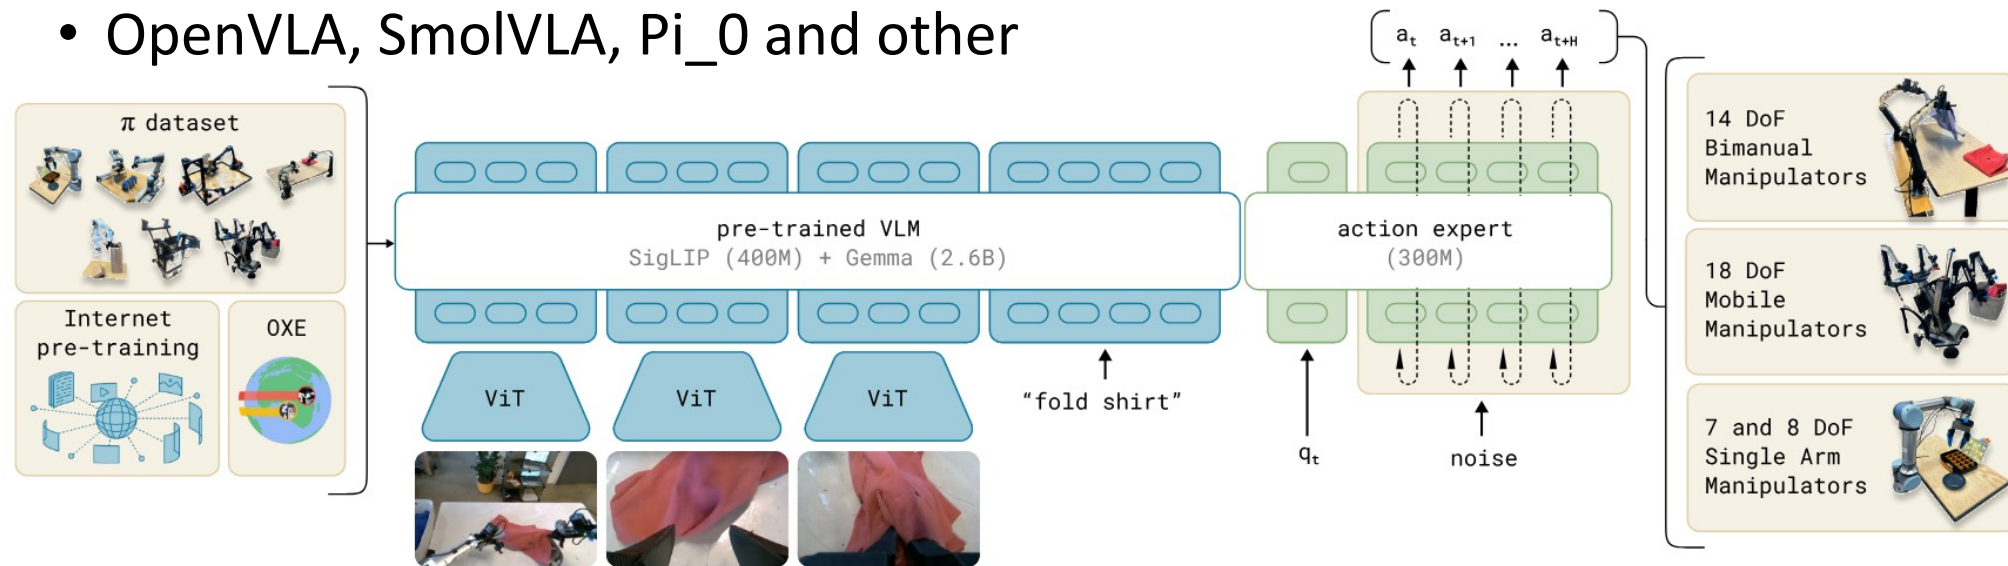 • OpenVLA, SmolVLA, Pi_0 and other
π dataset
Internet
pre-training
OXE
pre-trained VLM
SigLIP (400M) + Gemma (2.6B)
ViT
ViT
ViT
“fold shirt”
action expert
(300M)
qt
noise
at at+1 ... at+H
14 DoF
Bimanual
Manipulators
18 DoF
Mobile
Manipulators
7 and 8 DoF
Single Arm
Manipulators